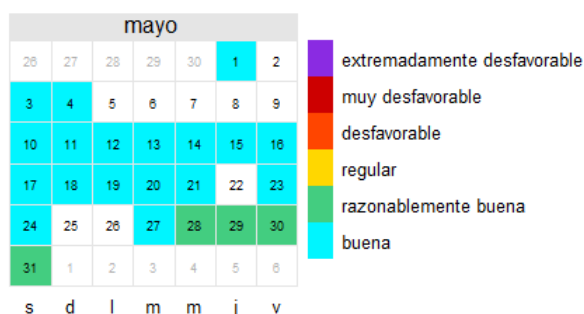 mayo
26 27 28 29 30 1 2
3 4 5 6 7 8 9
10 11 12 13 14 15 16
17 18 19 20 21 22 23
24 25 26 27 28 29 30
31 1 2 3 4 5 6
s d l m m j v
extremadamente desfavorable
muy desfavorable
desfavorable
regular
razonablemente buena
buena